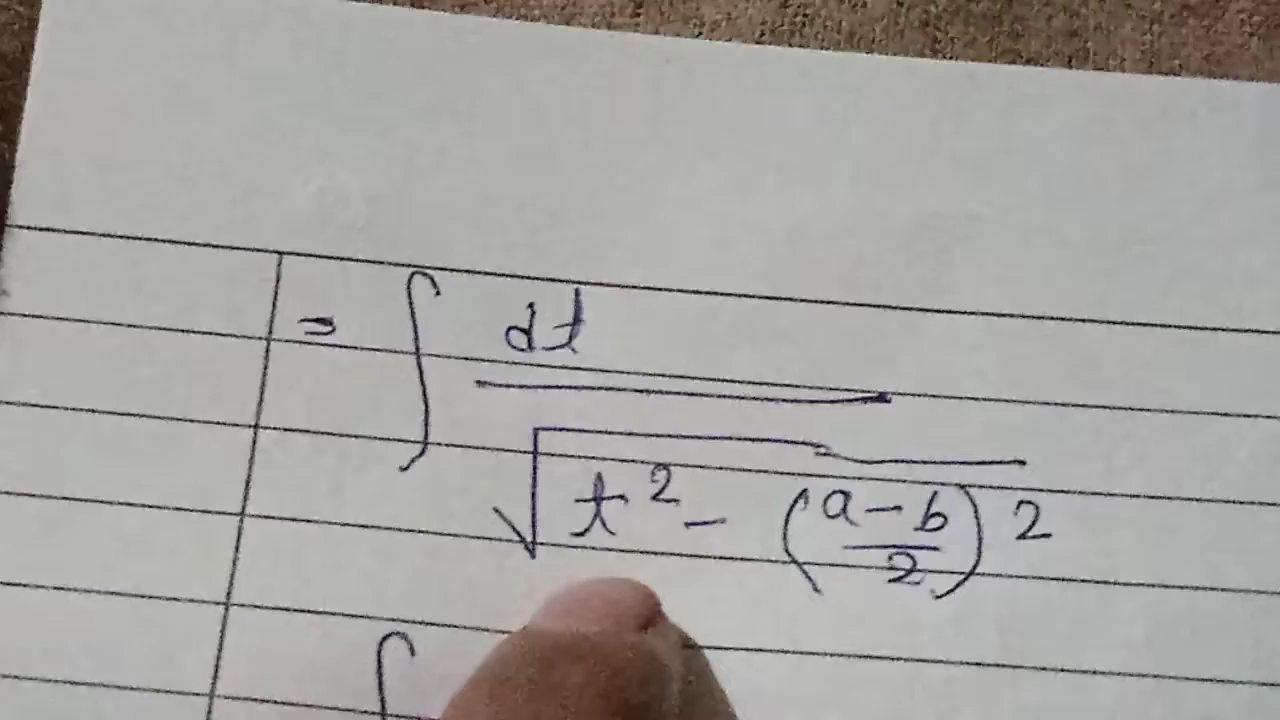 = ∫ dt
√t² - (a-b/2)²
∫